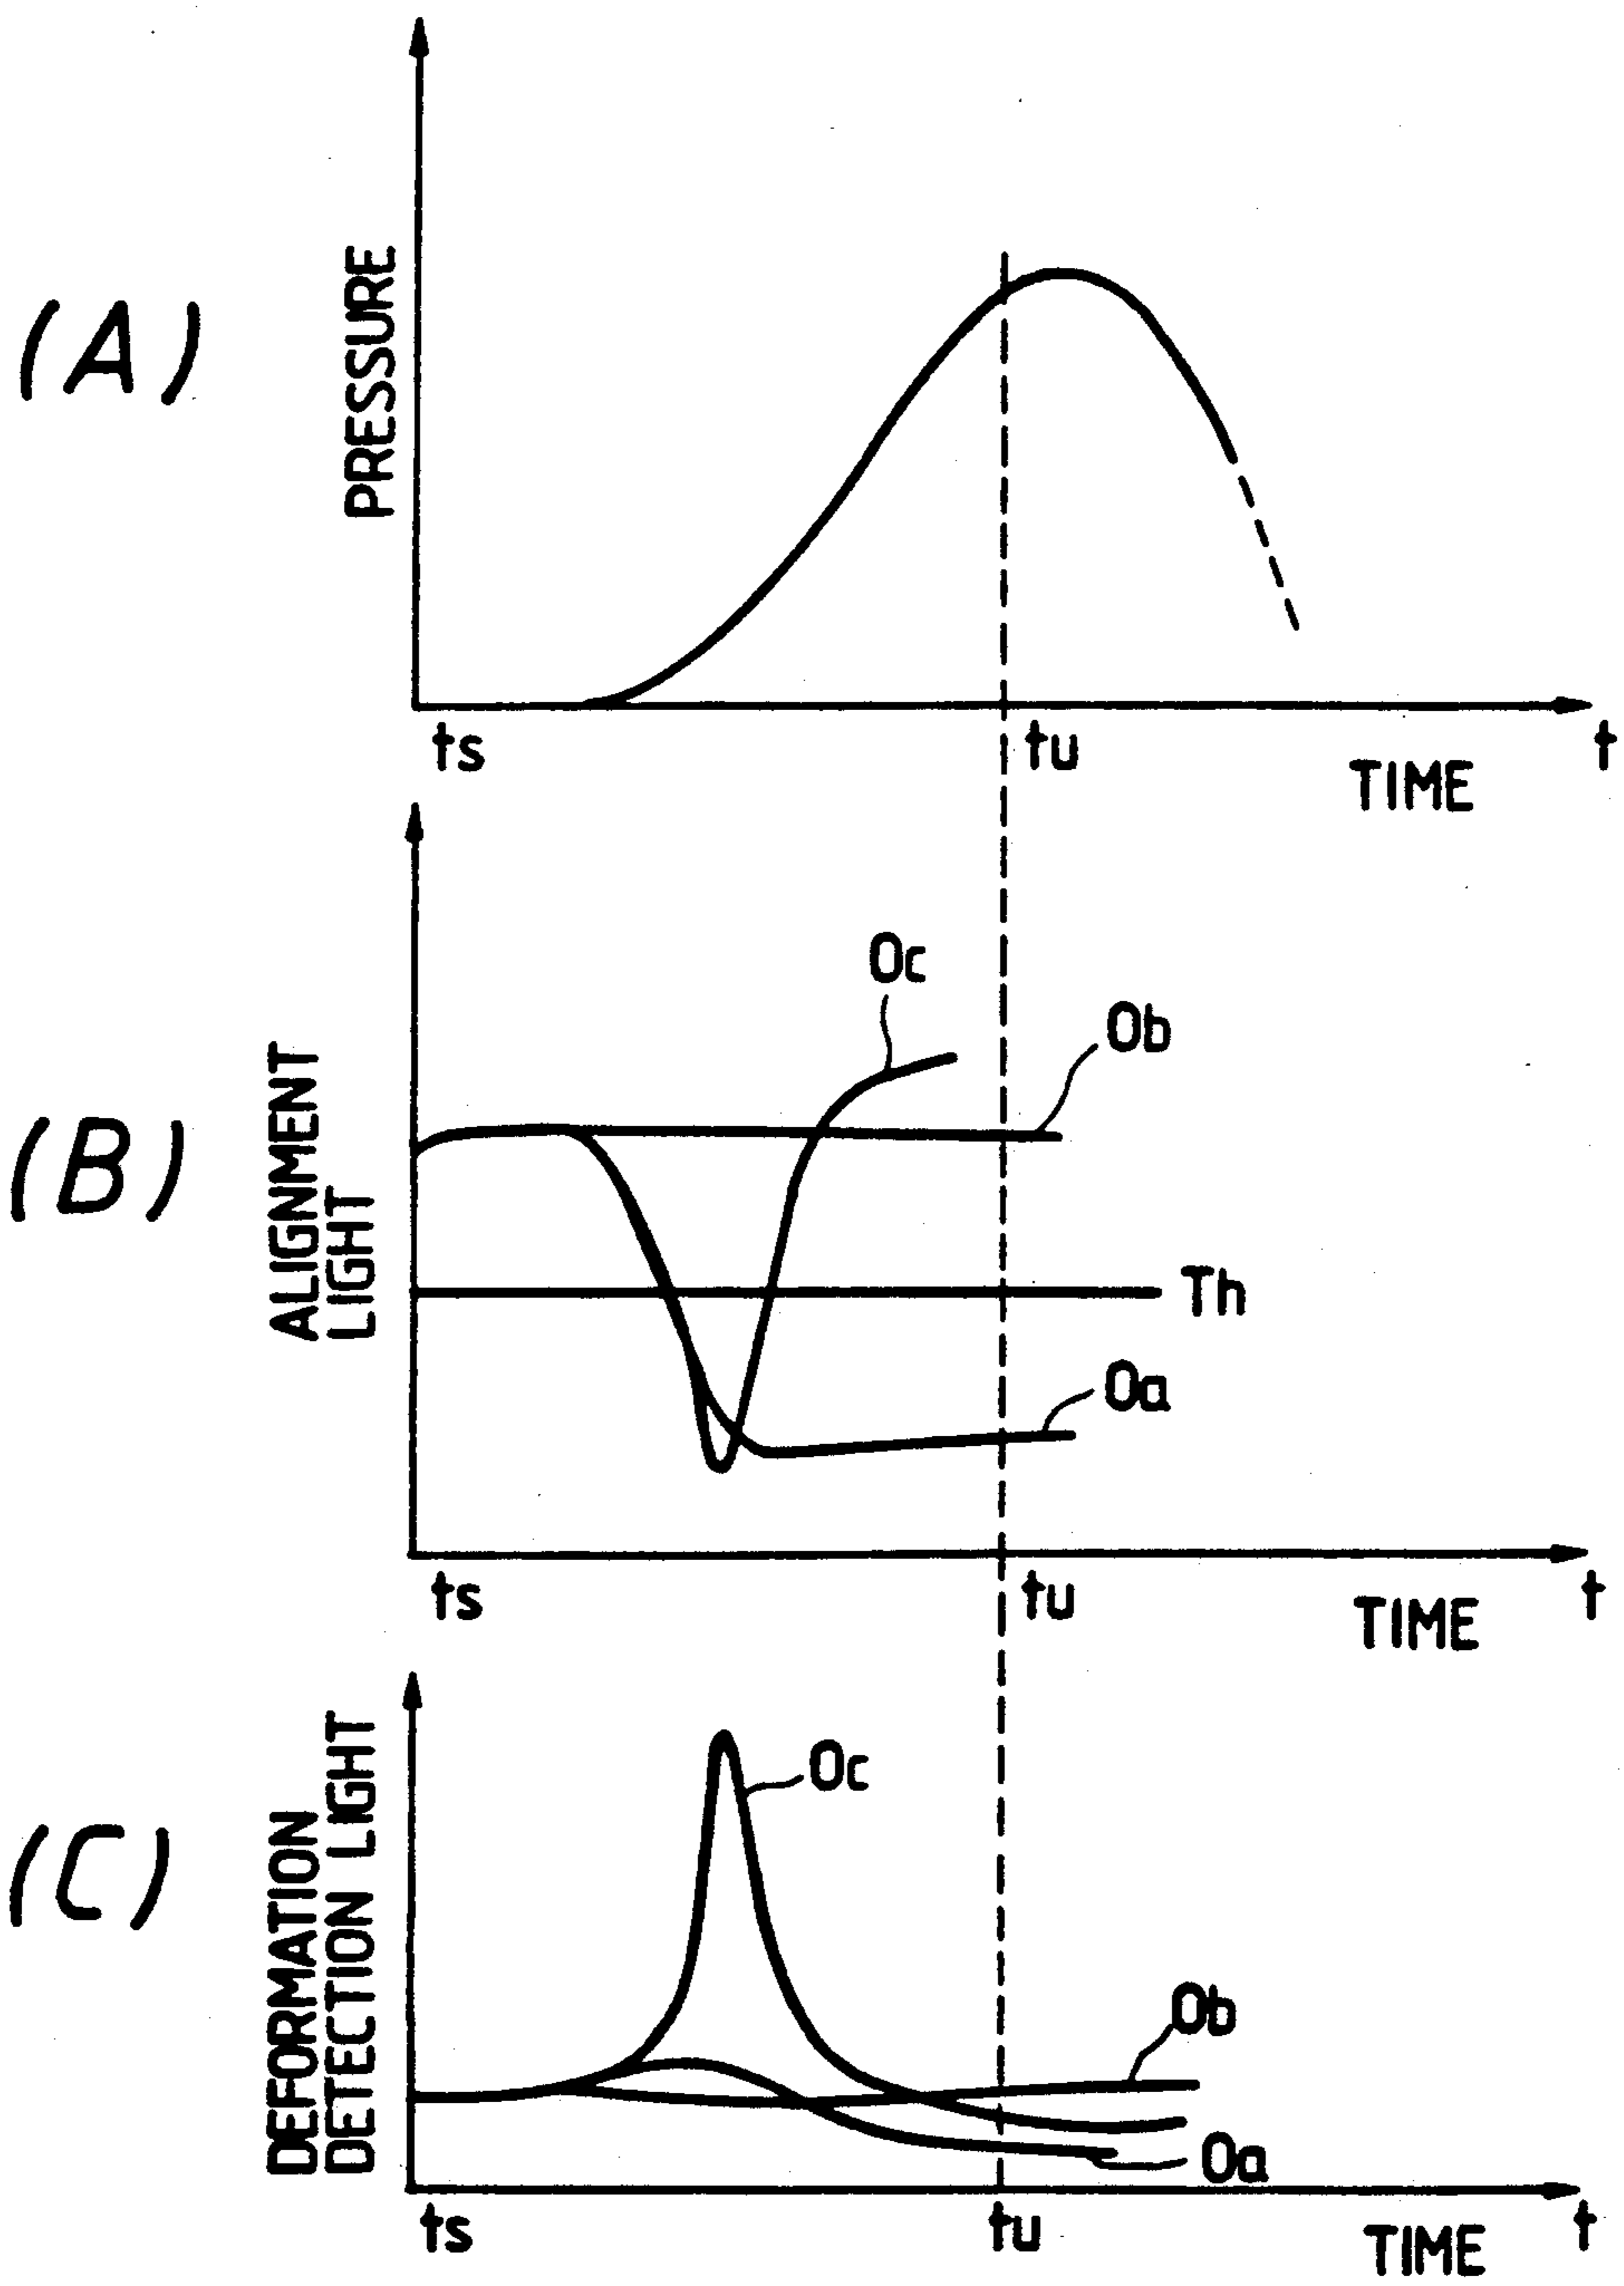 (A)
PRESSURE
ts
tu
TIME
t
(B)
ALIGNMENT
LIGHT
Oc
Ob
Th
Oa
ts
tu
TIME
t
(C)
DEFORMATION
DETECTION LIGHT
Oc
Ob
Oa
ts
tu
TIME
t